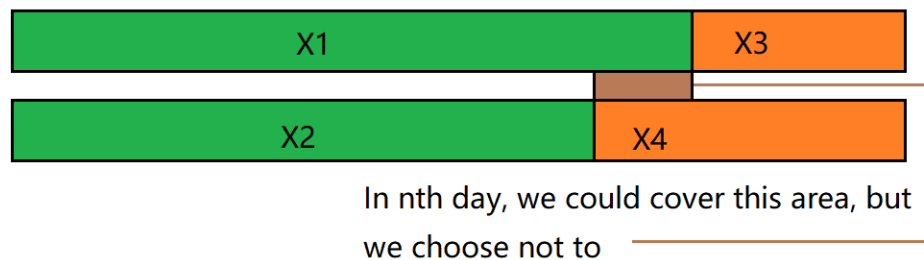 X1 X3
X2 X4
In nth day, we could cover this area, but
we choose not to